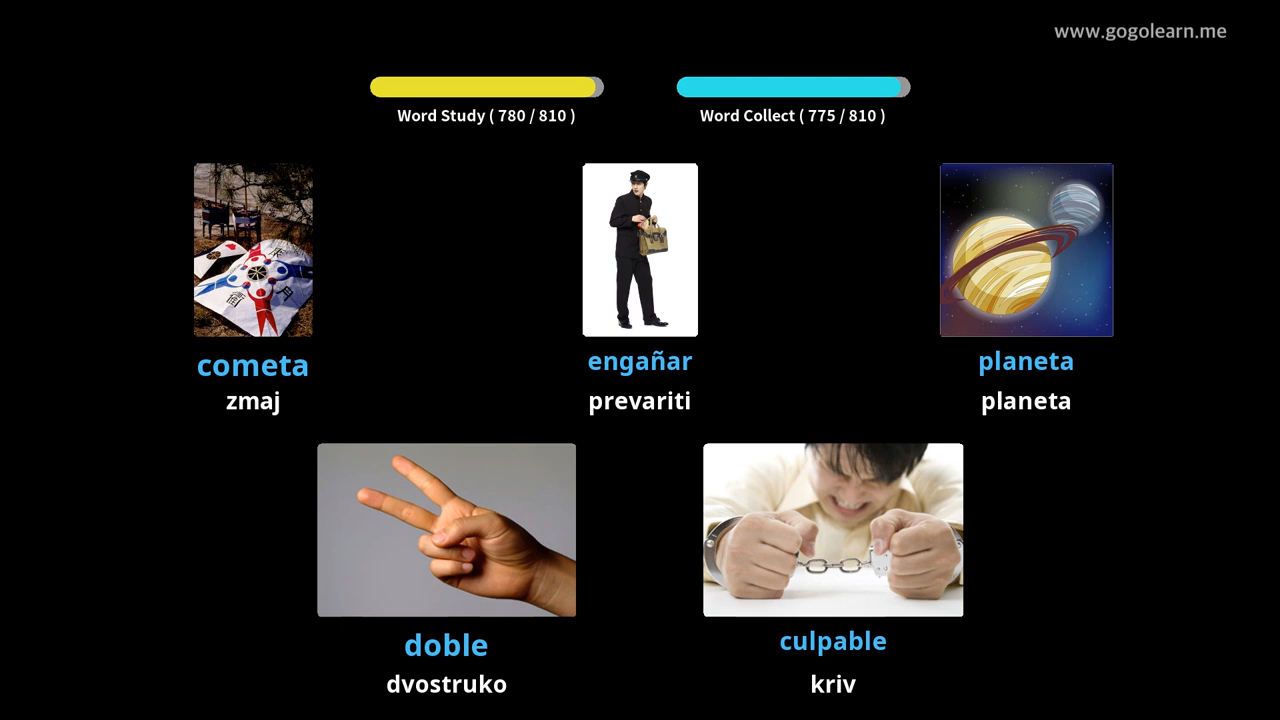 www.gogolearn.me
Word Study ( 780 / 810 )
Word Collect ( 775 / 810 )
cometa
zmaj
engañar
prevariti
planeta
planeta
doble
dvostruko
culpable
kriv